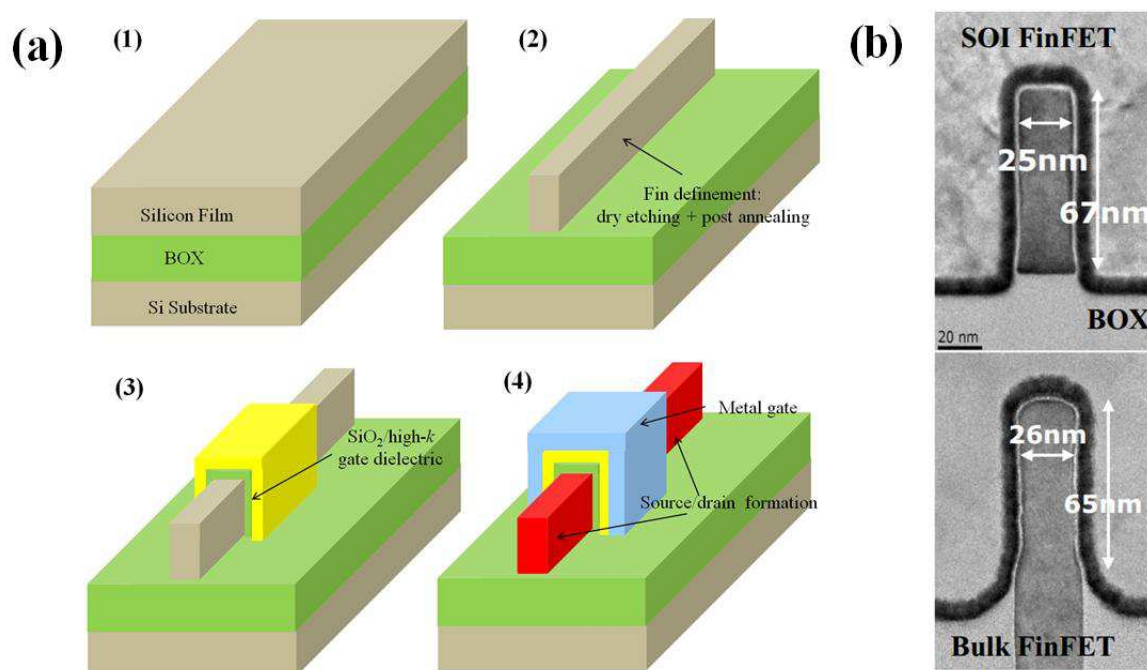 (a)
(1)
Silicon Film
BOX
Si Substrate
(2)
Fin definement:
dry etching + post annealing
(3)
SiO₂/high-k
gate dielectric
(4)
Metal gate
Source/drain formation
(b)
SOI FinFET
25nm
67nm
BOX
20 nm
26nm
65nm
Bulk FinFET